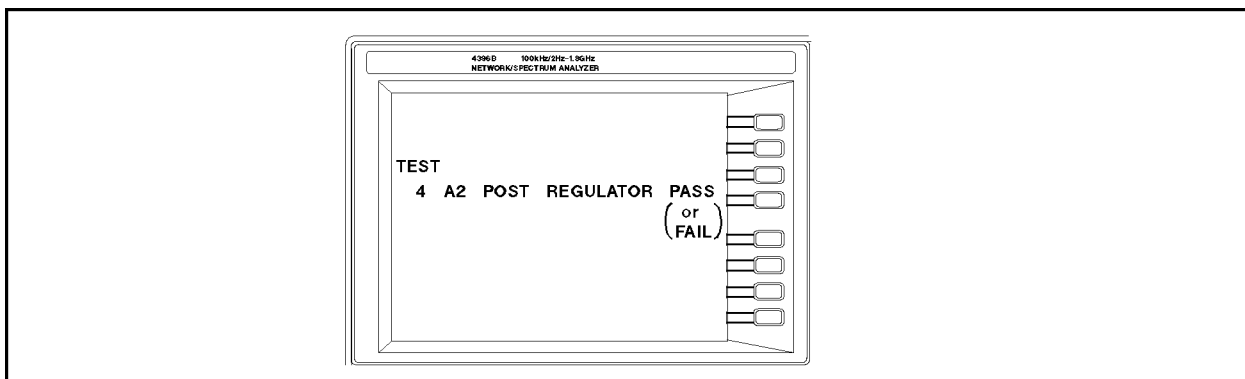 4396B 100kHz/2Hz-1.8GHz
NETWORK/SPECTRUM ANALYZER
TEST
4 A2 POST REGULATOR PASS
(or
FAIL)